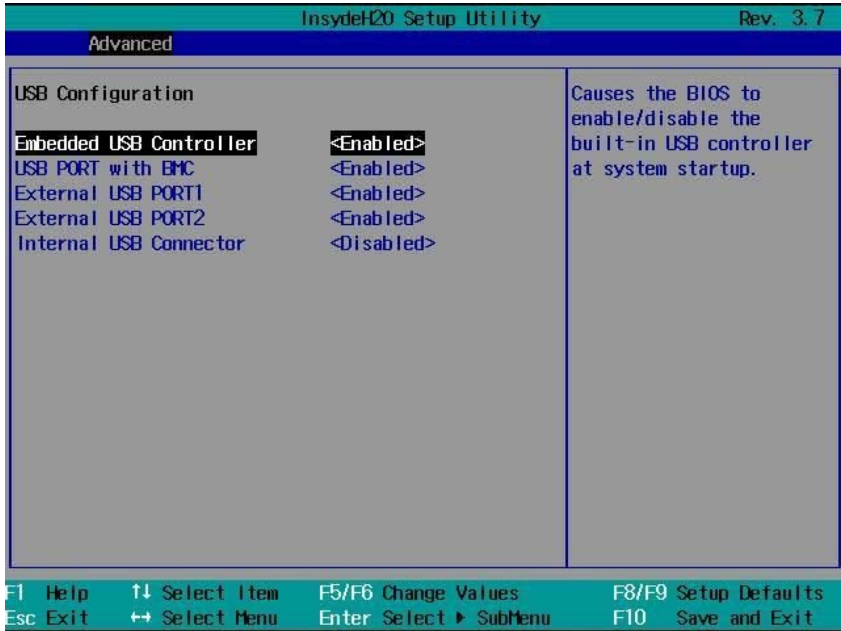 InsydeH2O Setup Utility Rev. 3.7
Advanced
USB Configuration
Embedded USB Controller <Enabled>
USB PORT with BMC <Enabled>
External USB PORT1 <Enabled>
External USB PORT2 <Enabled>
Internal USB Connector <Disabled>
Causes the BIOS to
enable/disable the
built-in USB controller
at system startup.
F1 Help ↑↓ Select Item F5/F6 Change Values F8/F9 Setup Defaults
Esc Exit ↔ Select Menu Enter Select ▶ SubMenu F10 Save and Exit